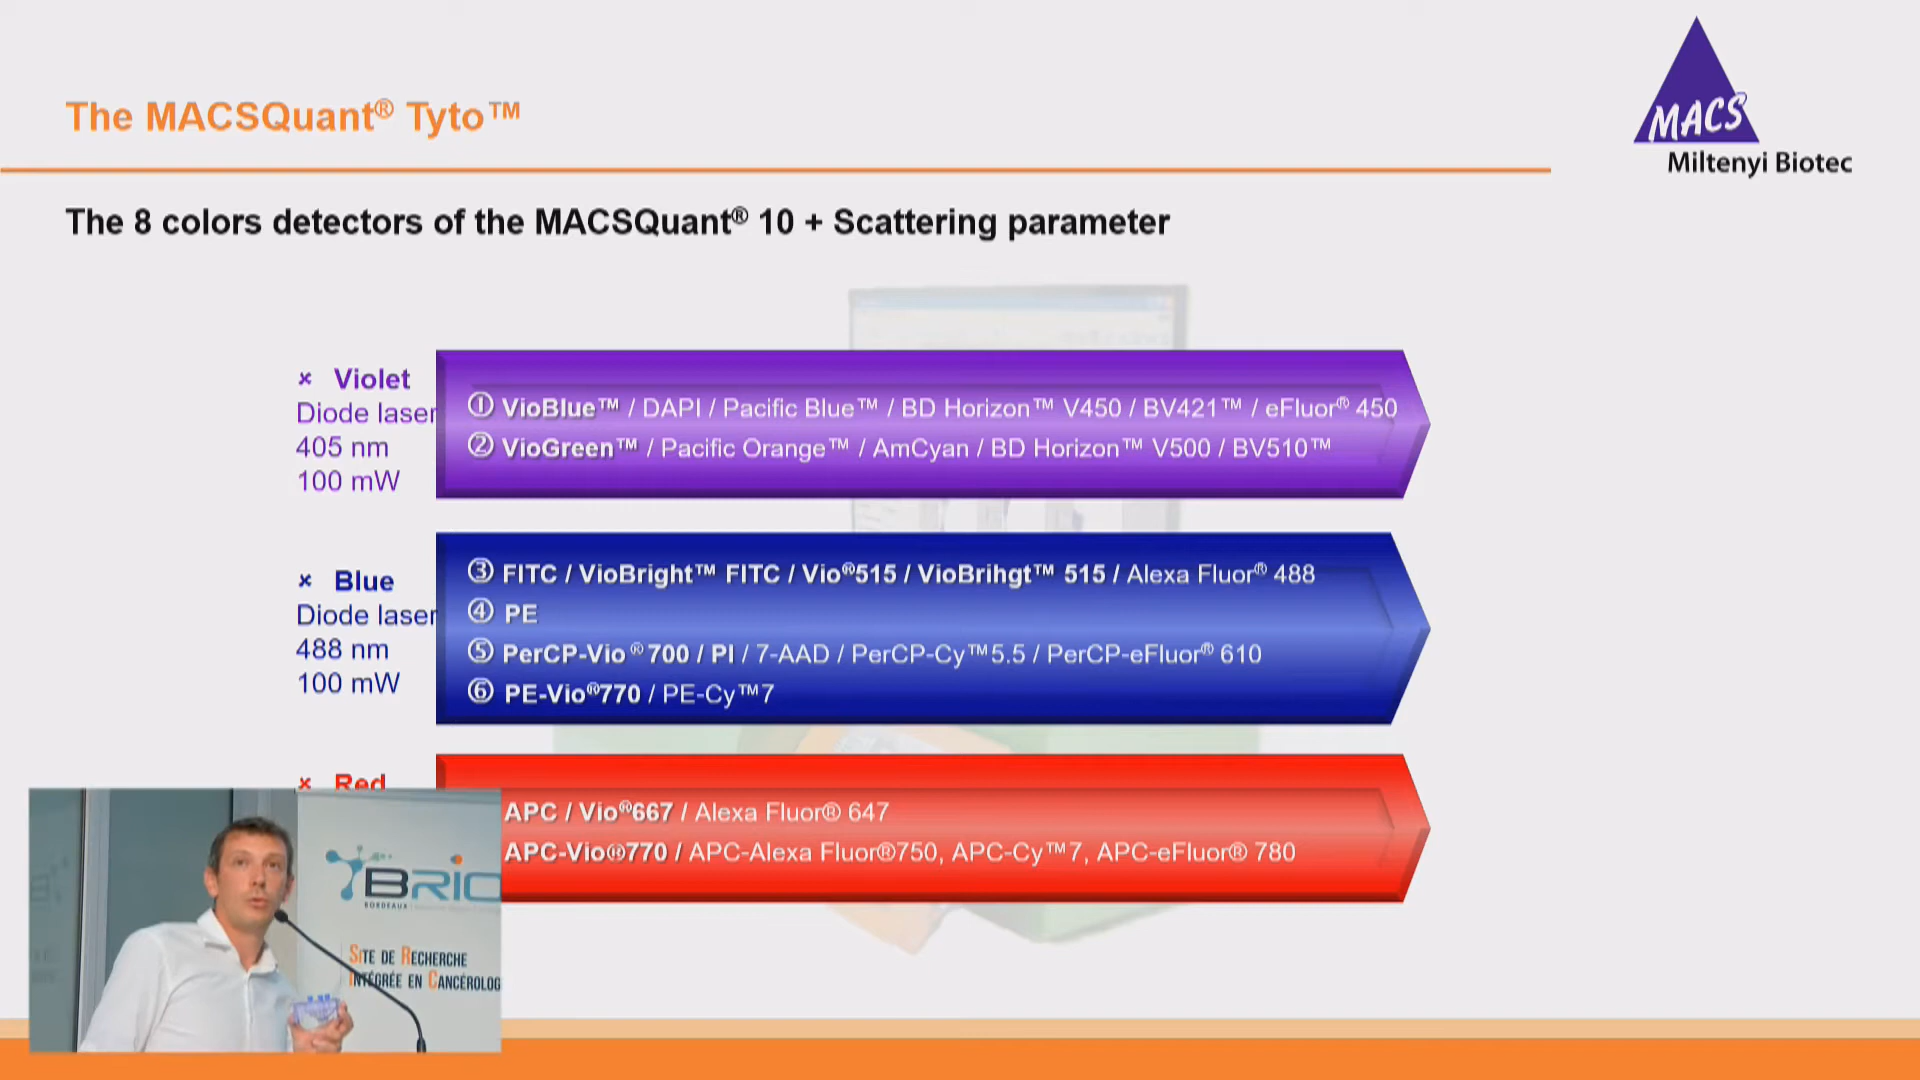 The MACSQuant® Tyto™
MACS
Miltenyi Biotec
The 8 colors detectors of the MACSQuant® 10 + Scattering parameter
× Violet
Diode laser
405 nm
100 mW
① VioBlue™ / DAPI / Pacific Blue™ / BD Horizon™ V450 / BV421™ / eFluor® 450
② VioGreen™ / Pacific Orange™ / AmCyan / BD Horizon™ V500 / BV510™
× Blue
Diode laser
488 nm
100 mW
③ FITC / VioBright™ FITC / Vio®515 / VioBrihgt™ 515 / Alexa Fluor® 488
④ PE
⑤ PerCP-Vio®700 / PI / 7-AAD / PerCP-Cy™5.5 / PerCP-eFluor® 610
⑥ PE-Vio®770 / PE-Cy™7
× Red
APC / Vio®667 / Alexa Fluor® 647
APC-Vio®770 / APC-Alexa Fluor®750, APC-Cy™7, APC-eFluor® 780
BRIO
BORDEAUX
SITE DE RECHERCHE
INTÉGRÉE EN CANCÉROLOG